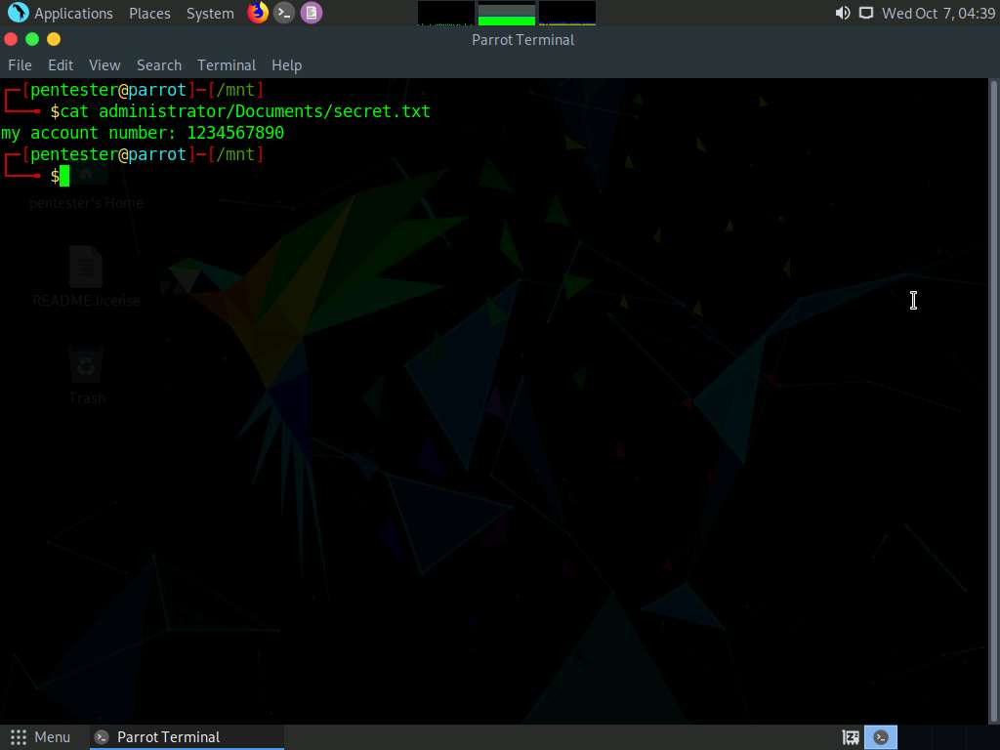 Applications Places System Wed Oct 7, 04:39
Parrot Terminal
File Edit View Search Terminal Help
┌─[pentester@parrot]─[/mnt]
└──╼ $cat administrator/Documents/secret.txt
my account number: 1234567890
┌─[pentester@parrot]─[/mnt]
└──╼ $
pentester's Home
README.license
Trash
Menu Parrot Terminal